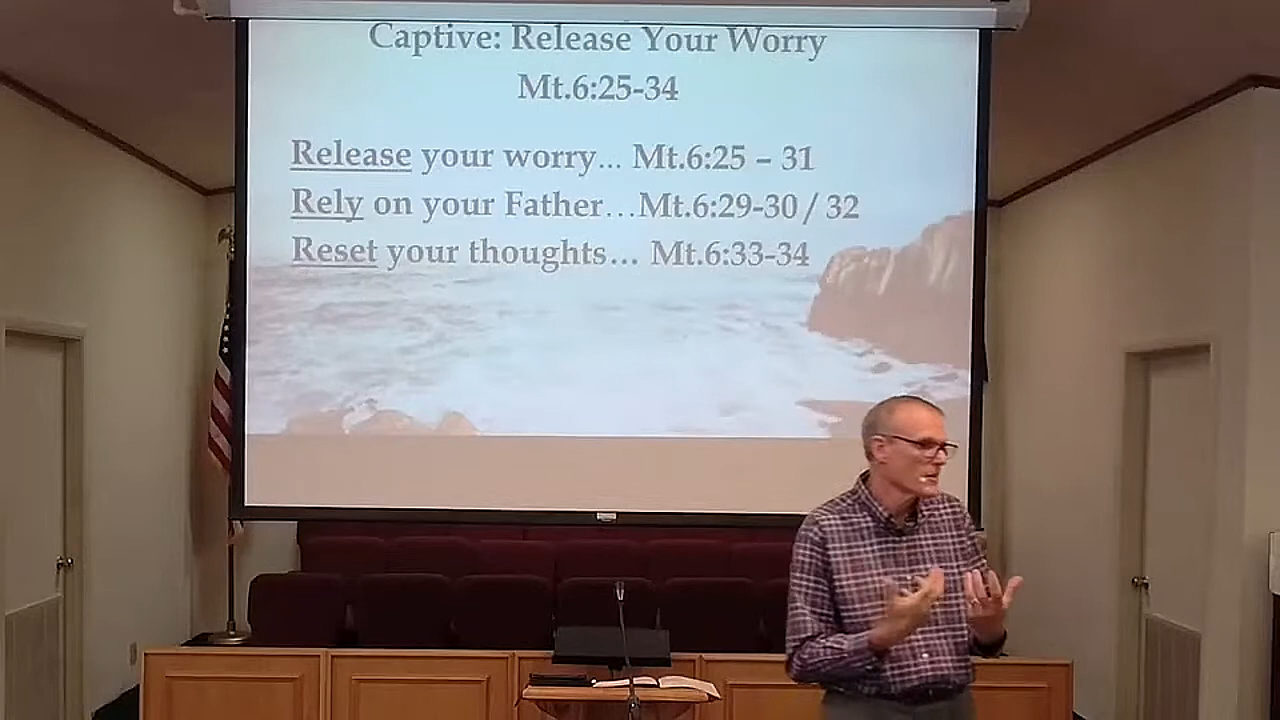 Captive: Release Your Worry
Mt.6:25-34
Release your worry... Mt.6:25 – 31
Rely on your Father...Mt.6:29-30 / 32
Reset your thoughts... Mt.6:33-34